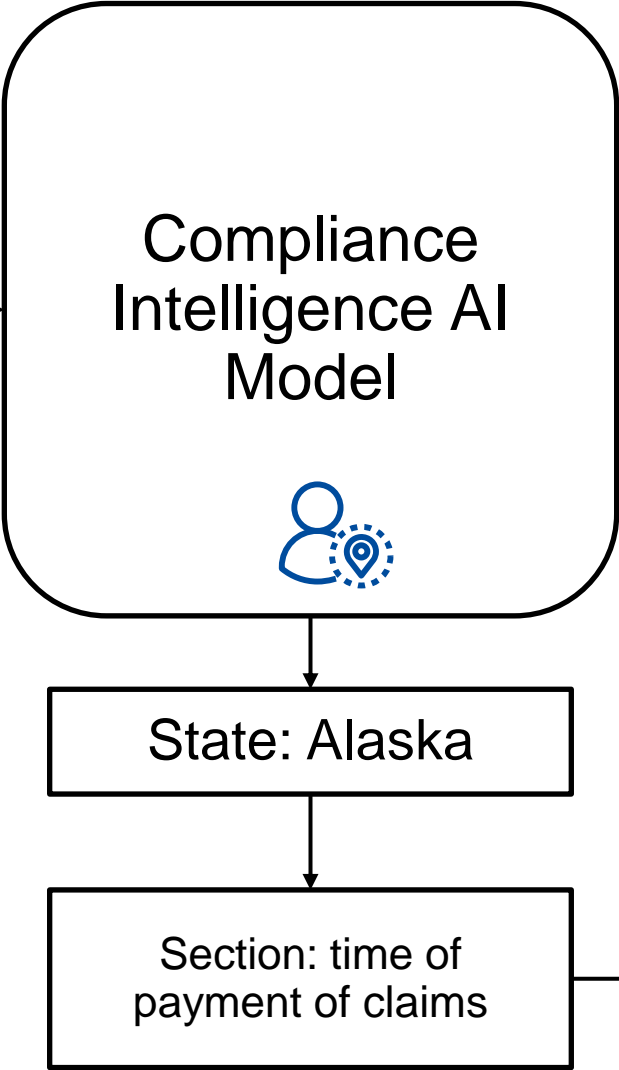 Compliance
Intelligence AI
Model
State: Alaska
Section: time of
payment of claims